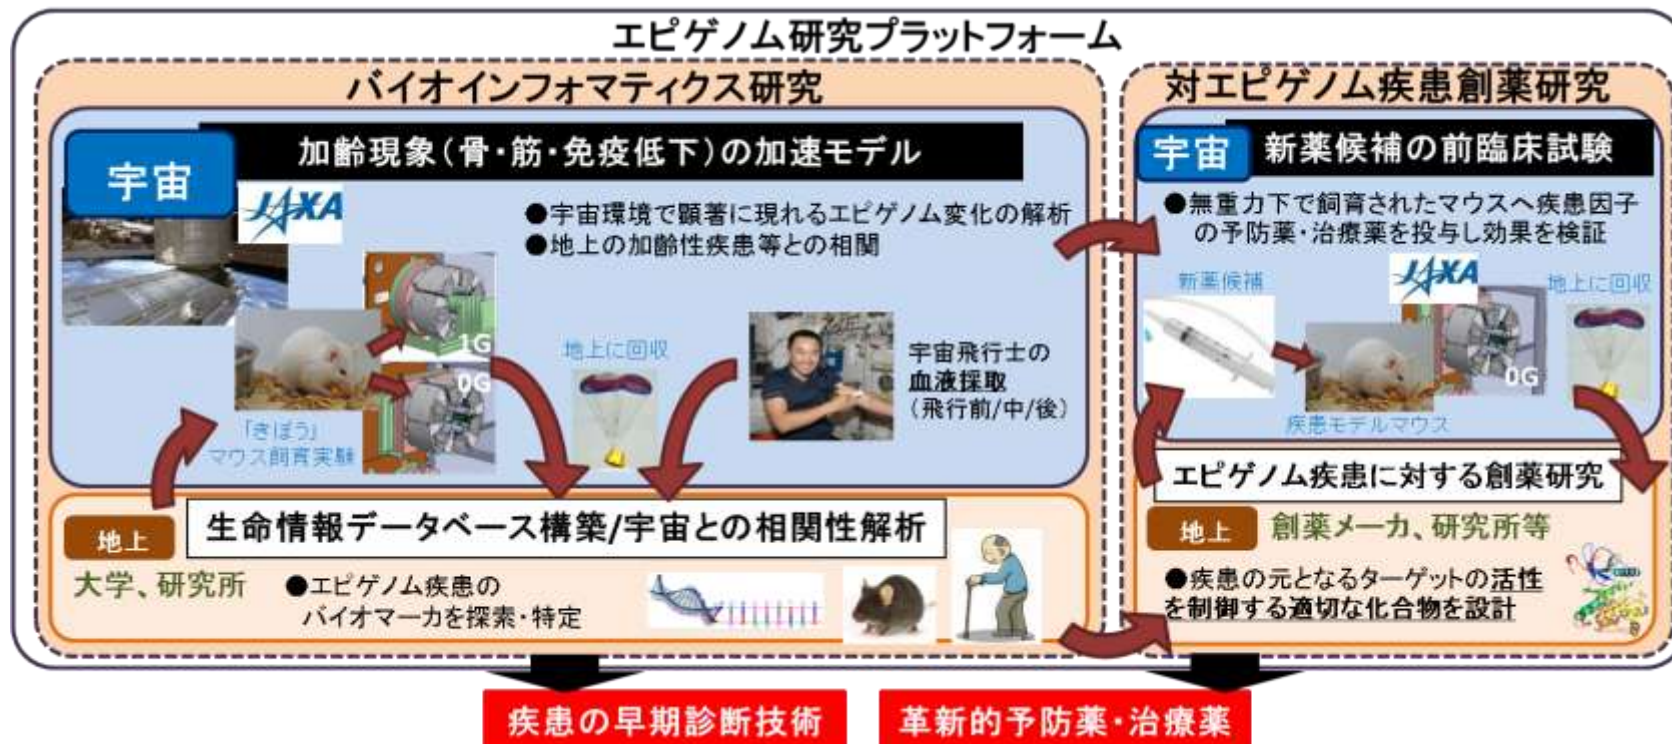 エピゲノム研究プラットフォーム
バイオインフォマティクス研究
宇宙
加齢現象(骨・筋・免疫低下)の加速モデル
JAXA
●宇宙環境で顕著に現れるエピゲノム変化の解析
●地上の加齢性疾患等との相関
1G
0G
「きぼう」
マウス飼育実験
地上に回収
宇宙飛行士の
血液採取
(飛行前/中/後)
地上
生命情報データベース構築/宇宙との相関性解析
大学、研究所
●エピゲノム疾患の
バイオマーカを探索・特定
対エピゲノム疾患創薬研究
宇宙
新薬候補の前臨床試験
●無重力下で飼育されたマウスへ疾患因子
の予防薬・治療薬を投与し効果を検証
新薬候補
JAXA
地上に回収
0G
疾患モデルマウス
エピゲノム疾患に対する創薬研究
地上
創薬メーカ、研究所等
●疾患の元となるターゲットの活性
を制御する適切な化合物を設計
疾患の早期診断技術
革新的予防薬・治療薬